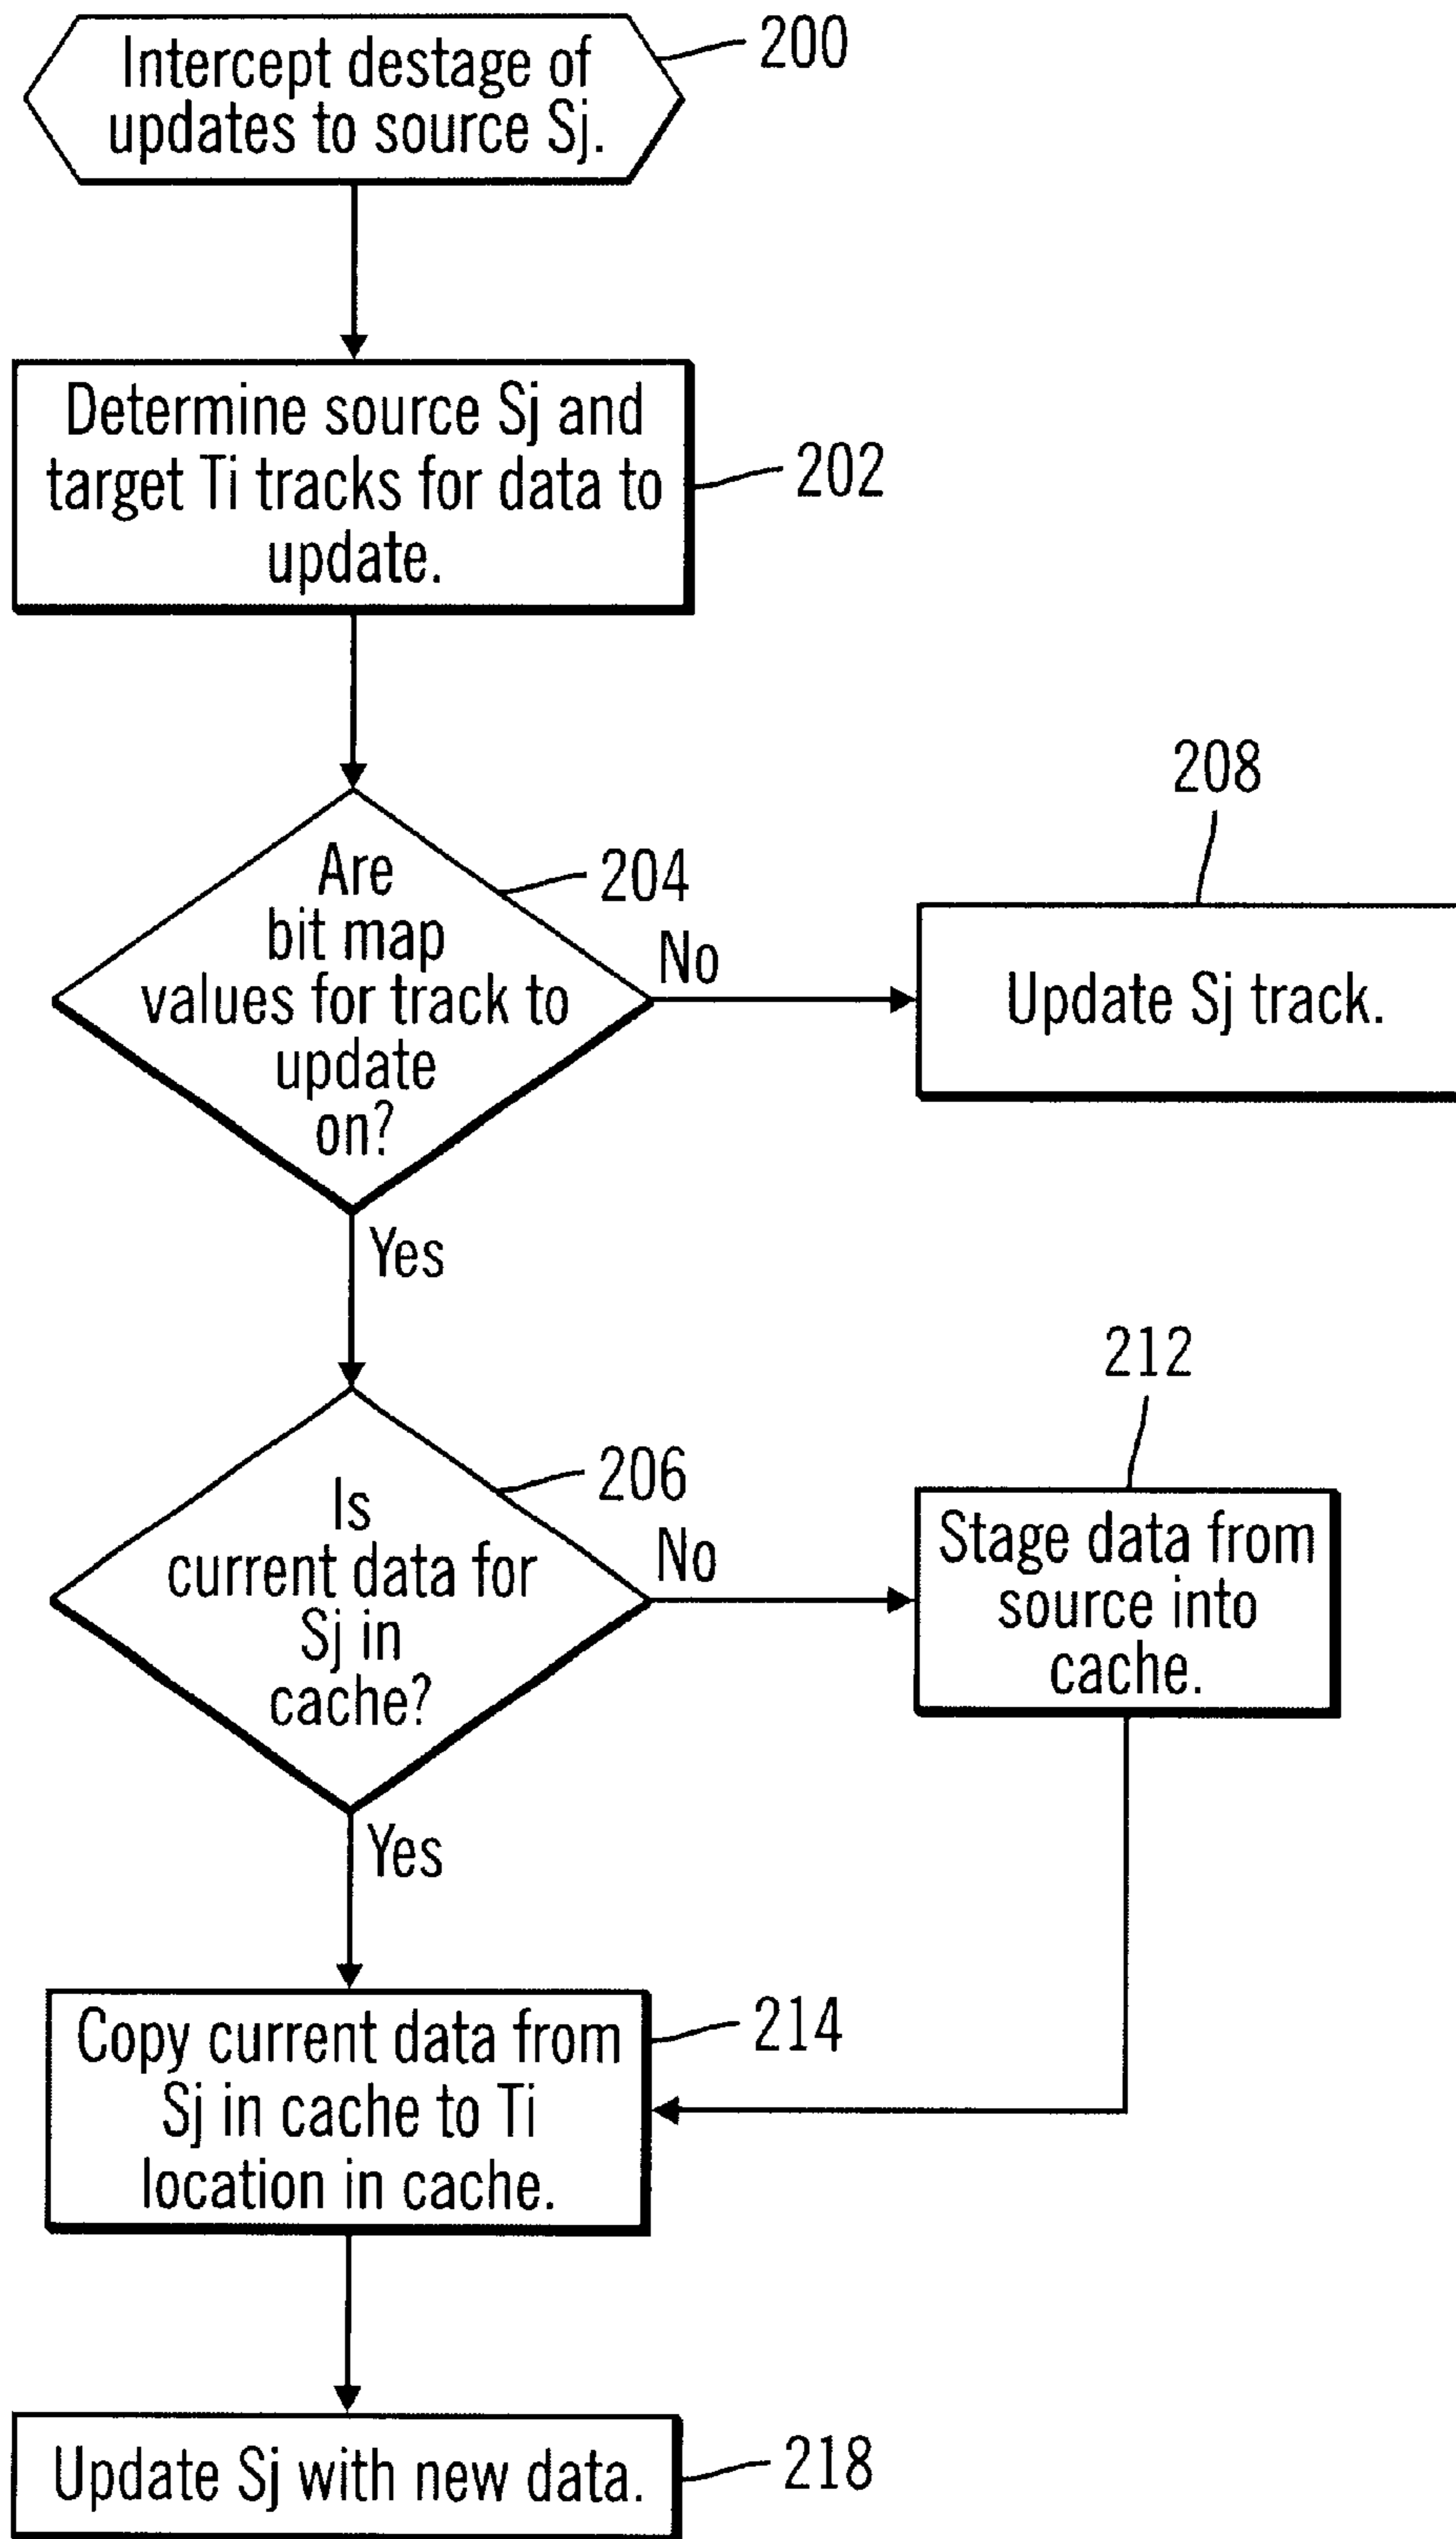 Intercept destage of
updates to source Sj.
200
Determine source Sj and
target Ti tracks for data to
update.
202
Are
bit map
values for track to
update
on?
204
No
208
Update Sj track.
Yes
Is
current data for
Sj in
cache?
206
No
212
Stage data from
source into
cache.
Yes
Copy current data from
Sj in cache to Ti
location in cache.
214
Update Sj with new data.
218